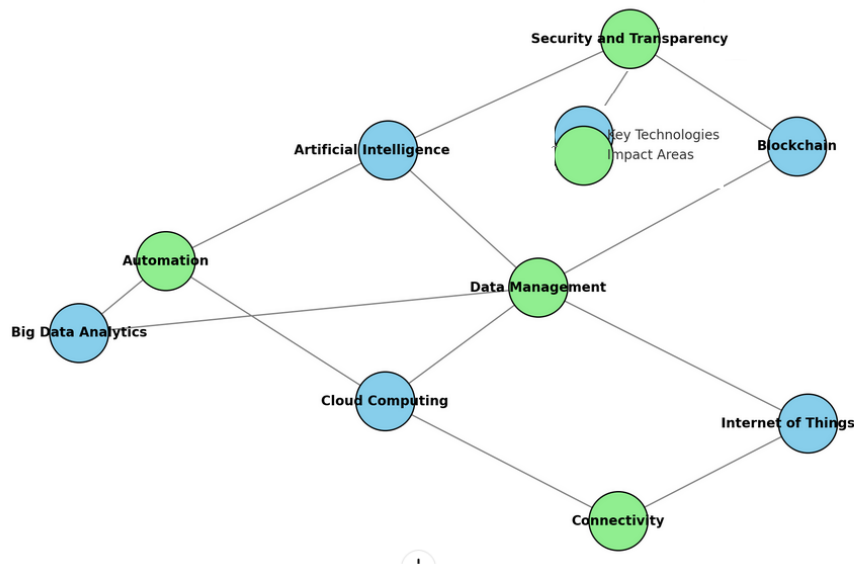 Security and Transparency
Key Technologies
Impact Areas
Artificial Intelligence
Blockchain
Automation
Data Management
Big Data Analytics
Cloud Computing
Internet of Things
Connectivity